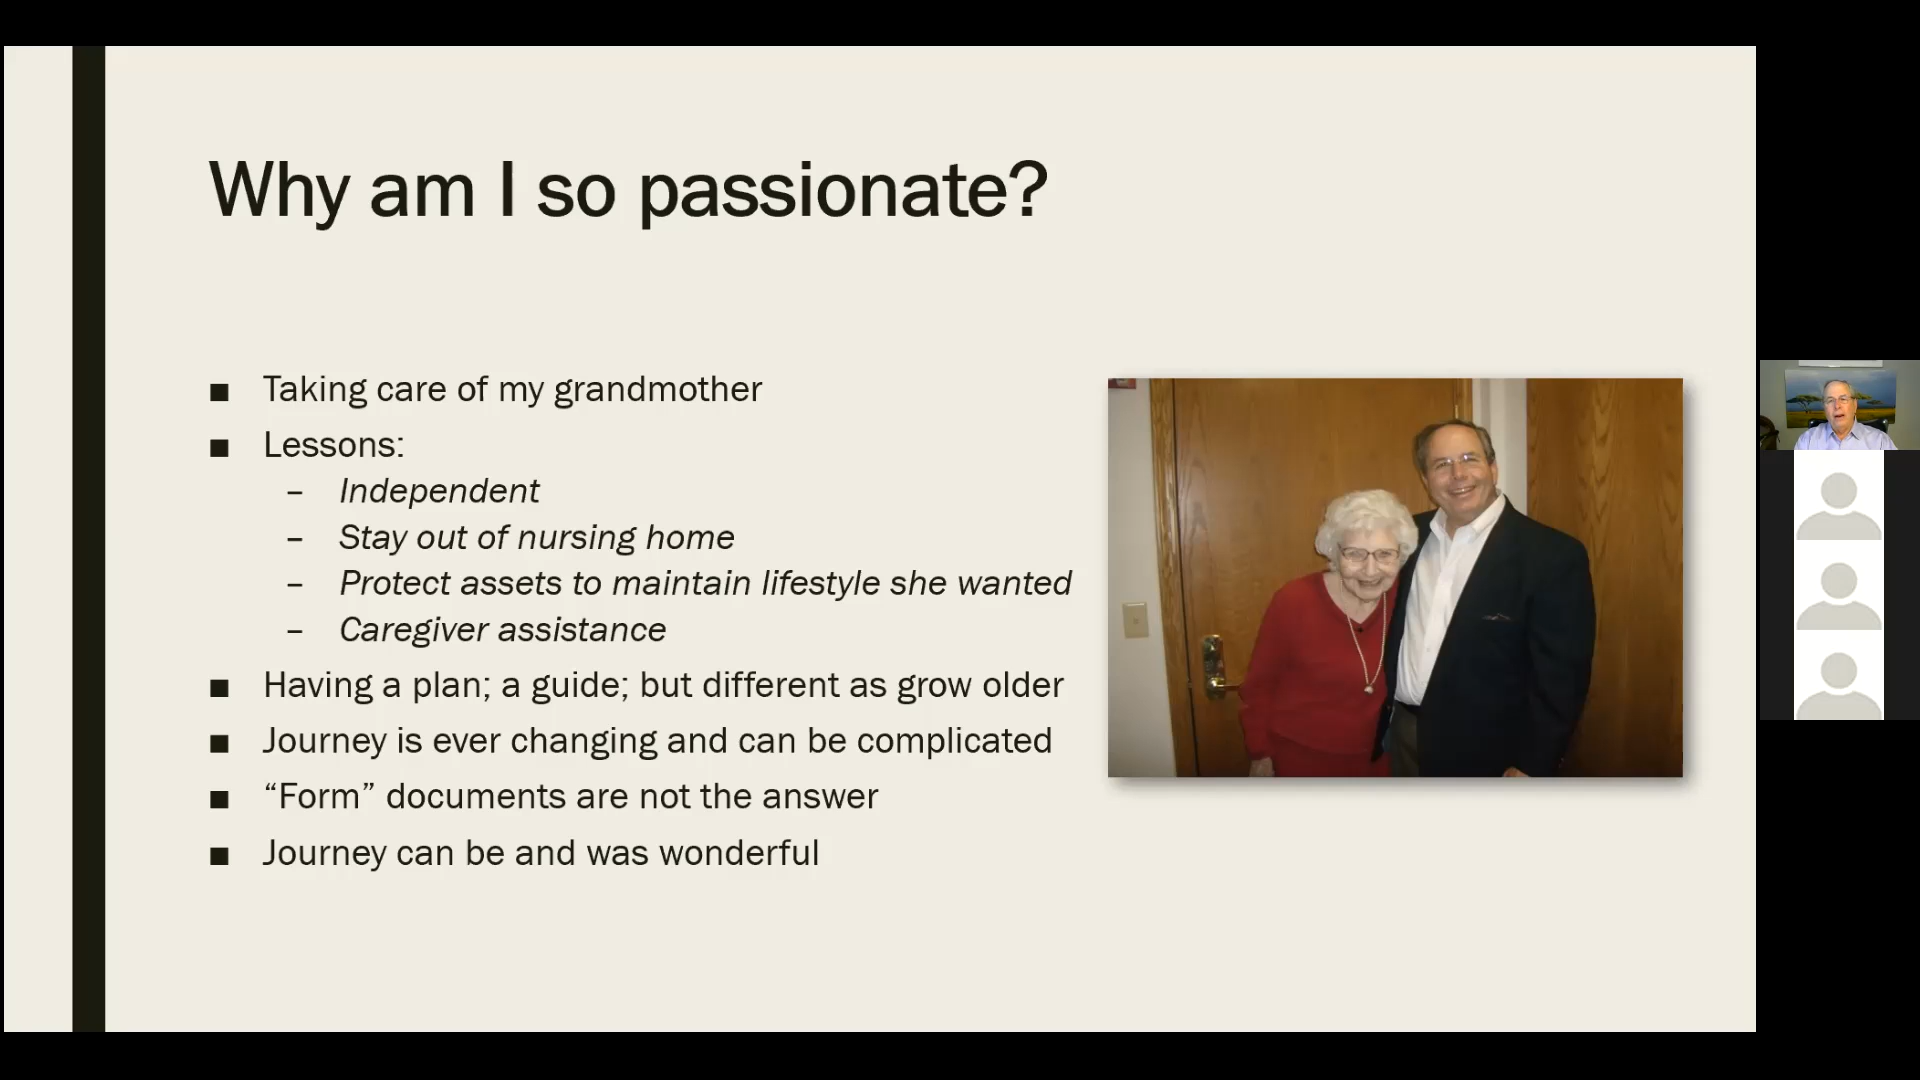 Why am I so passionate?
■ Taking care of my grandmother
■ Lessons:
– Independent
– Stay out of nursing home
– Protect assets to maintain lifestyle she wanted
– Caregiver assistance
■ Having a plan; a guide; but different as grow older
■ Journey is ever changing and can be complicated
■ “Form” documents are not the answer
■ Journey can be and was wonderful